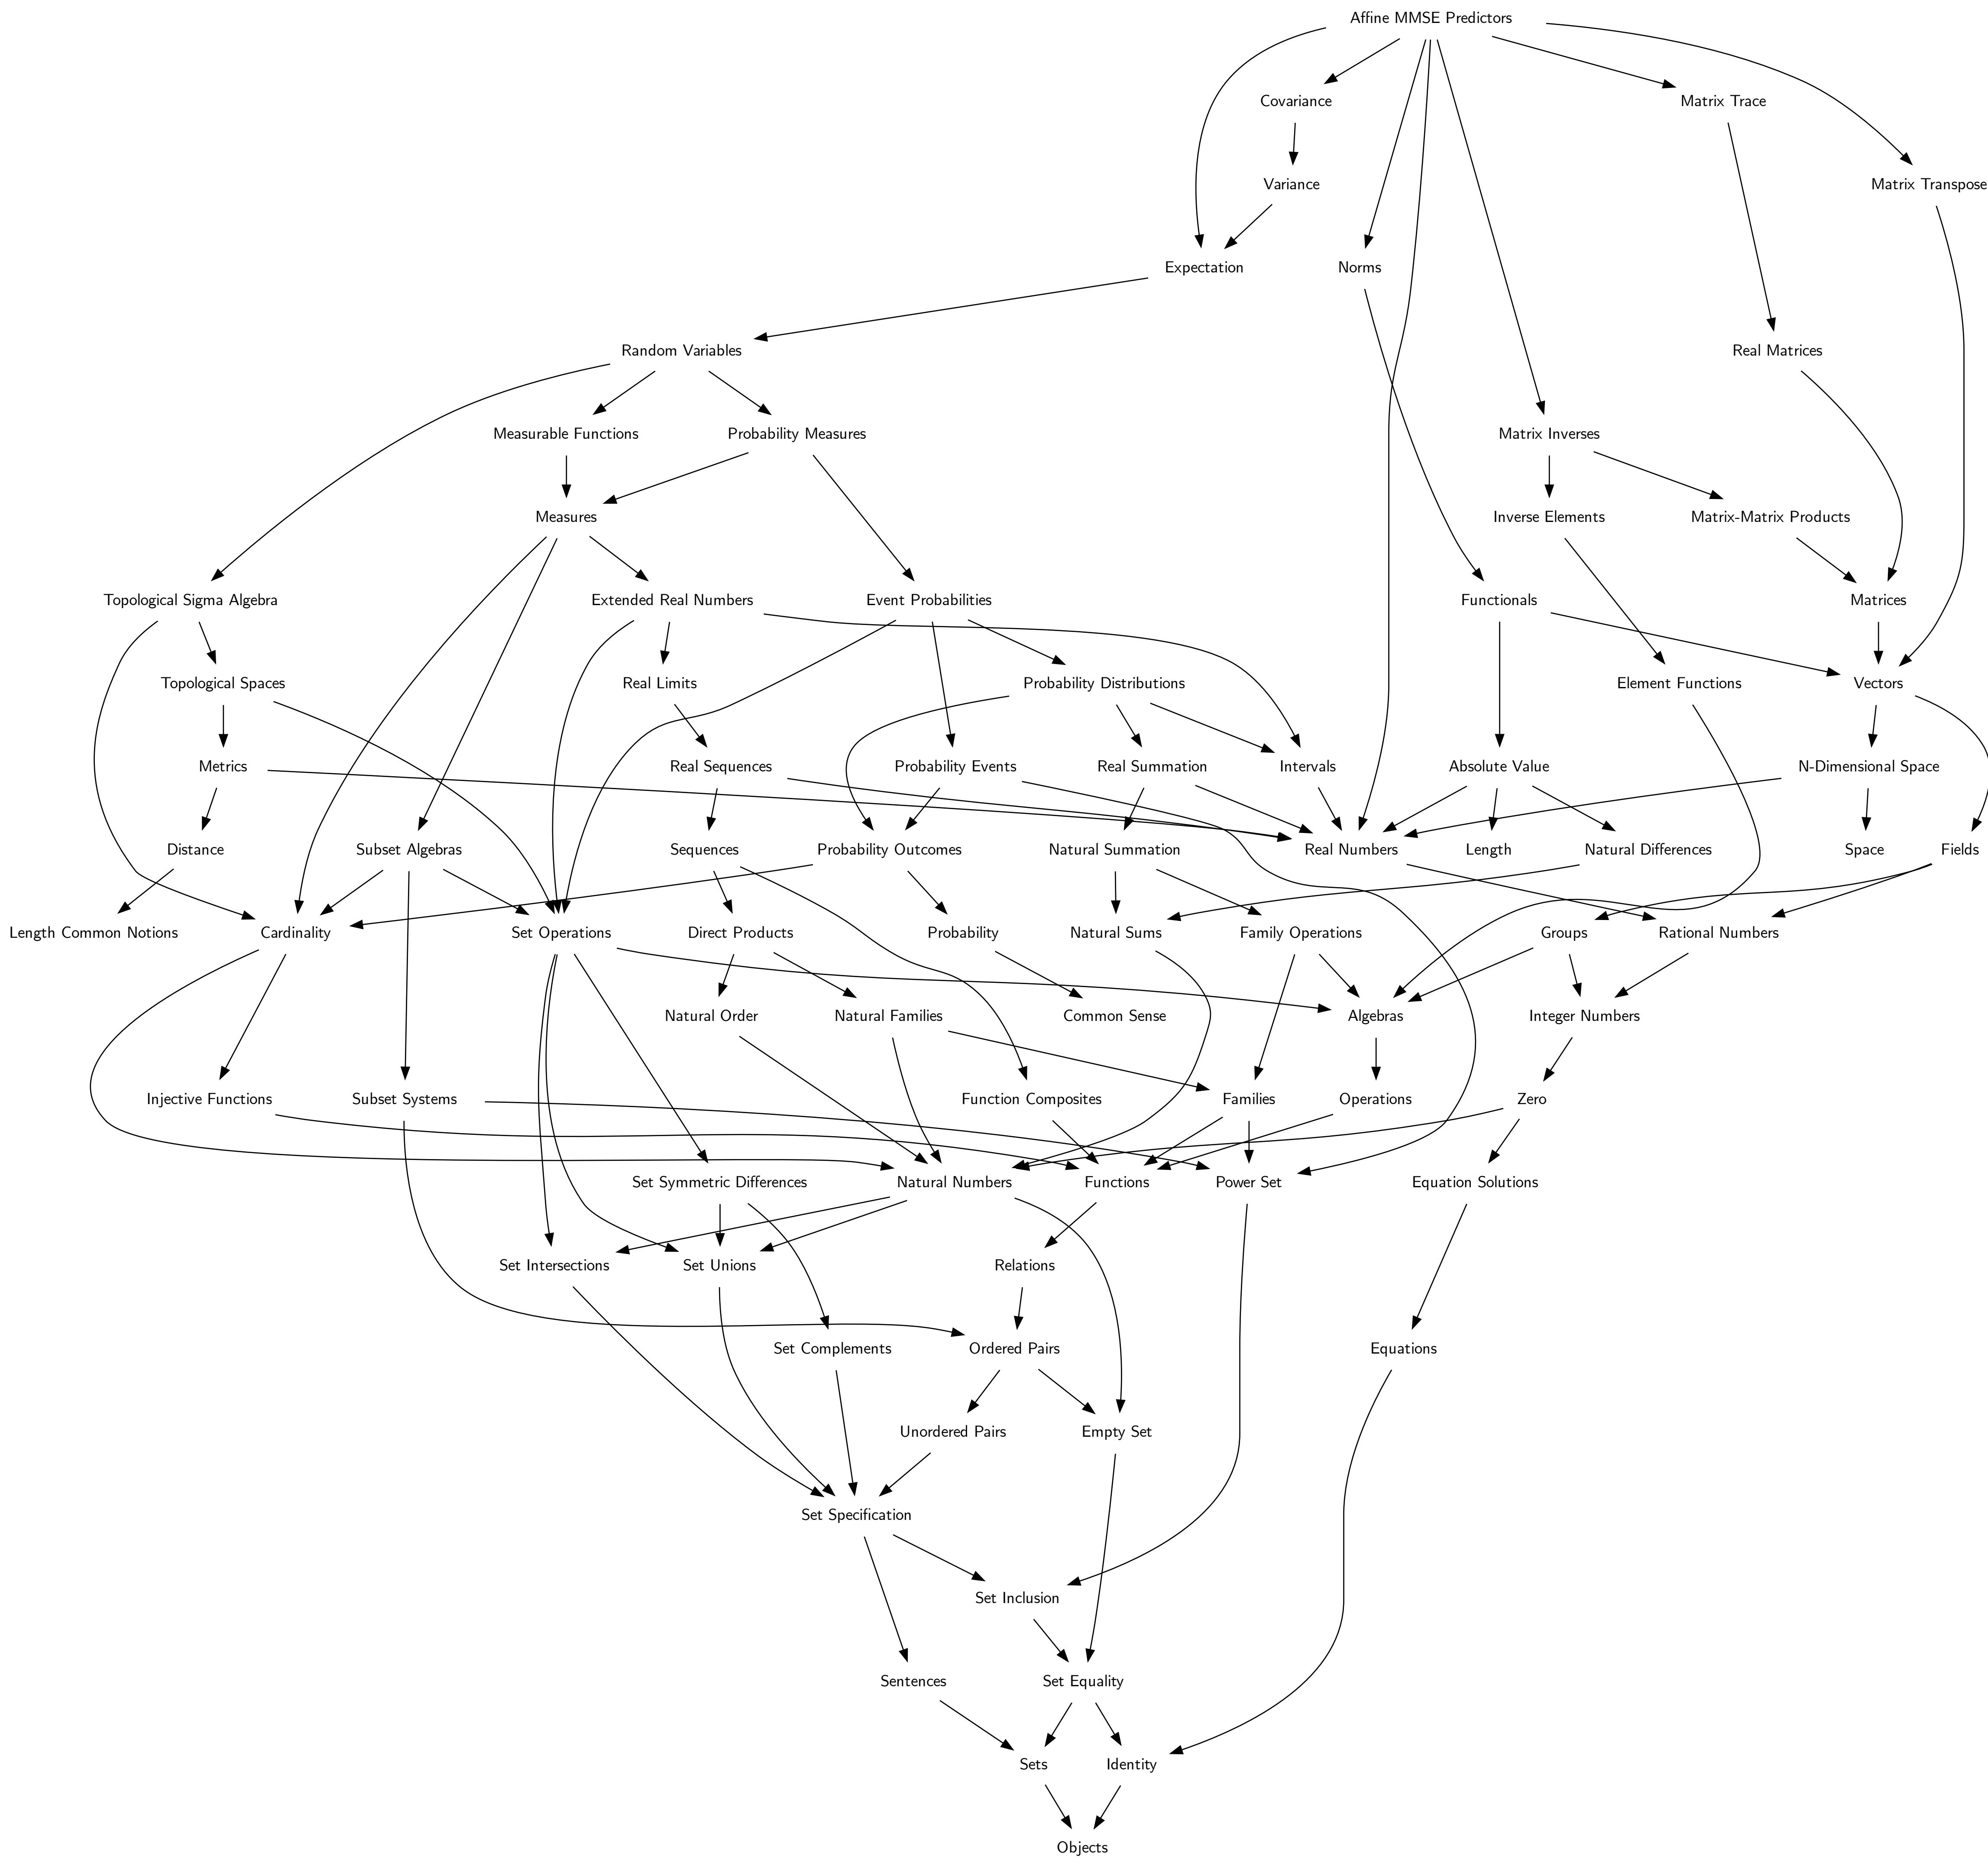 Affine MMSE Predictors
Covariance
Matrix Trace
Variance
Matrix Transpose
Expectation
Norms
Random Variables
Real Matrices
Measurable Functions
Probability Measures
Matrix Inverses
Measures
Inverse Elements
Matrix-Matrix Products
Topological Sigma Algebra
Extended Real Numbers
Event Probabilities
Functionals
Matrices
Topological Spaces
Real Limits
Probability Distributions
Element Functions
Vectors
Metrics
Real Sequences
Probability Events
Real Summation
Intervals
Absolute Value
N-Dimensional Space
Distance
Subset Algebras
Sequences
Probability Outcomes
Natural Summation
Real Numbers
Length
Natural Differences
Space
Fields
Length Common Notions
Cardinality
Set Operations
Direct Products
Probability
Natural Sums
Family Operations
Groups
Rational Numbers
Natural Order
Natural Families
Common Sense
Algebras
Integer Numbers
Injective Functions
Subset Systems
Function Composites
Families
Operations
Zero
Set Symmetric Differences
Natural Numbers
Functions
Power Set
Equation Solutions
Set Intersections
Set Unions
Relations
Set Complements
Ordered Pairs
Equations
Unordered Pairs
Empty Set
Set Specification
Set Inclusion
Sentences
Set Equality
Sets
Identity
Objects